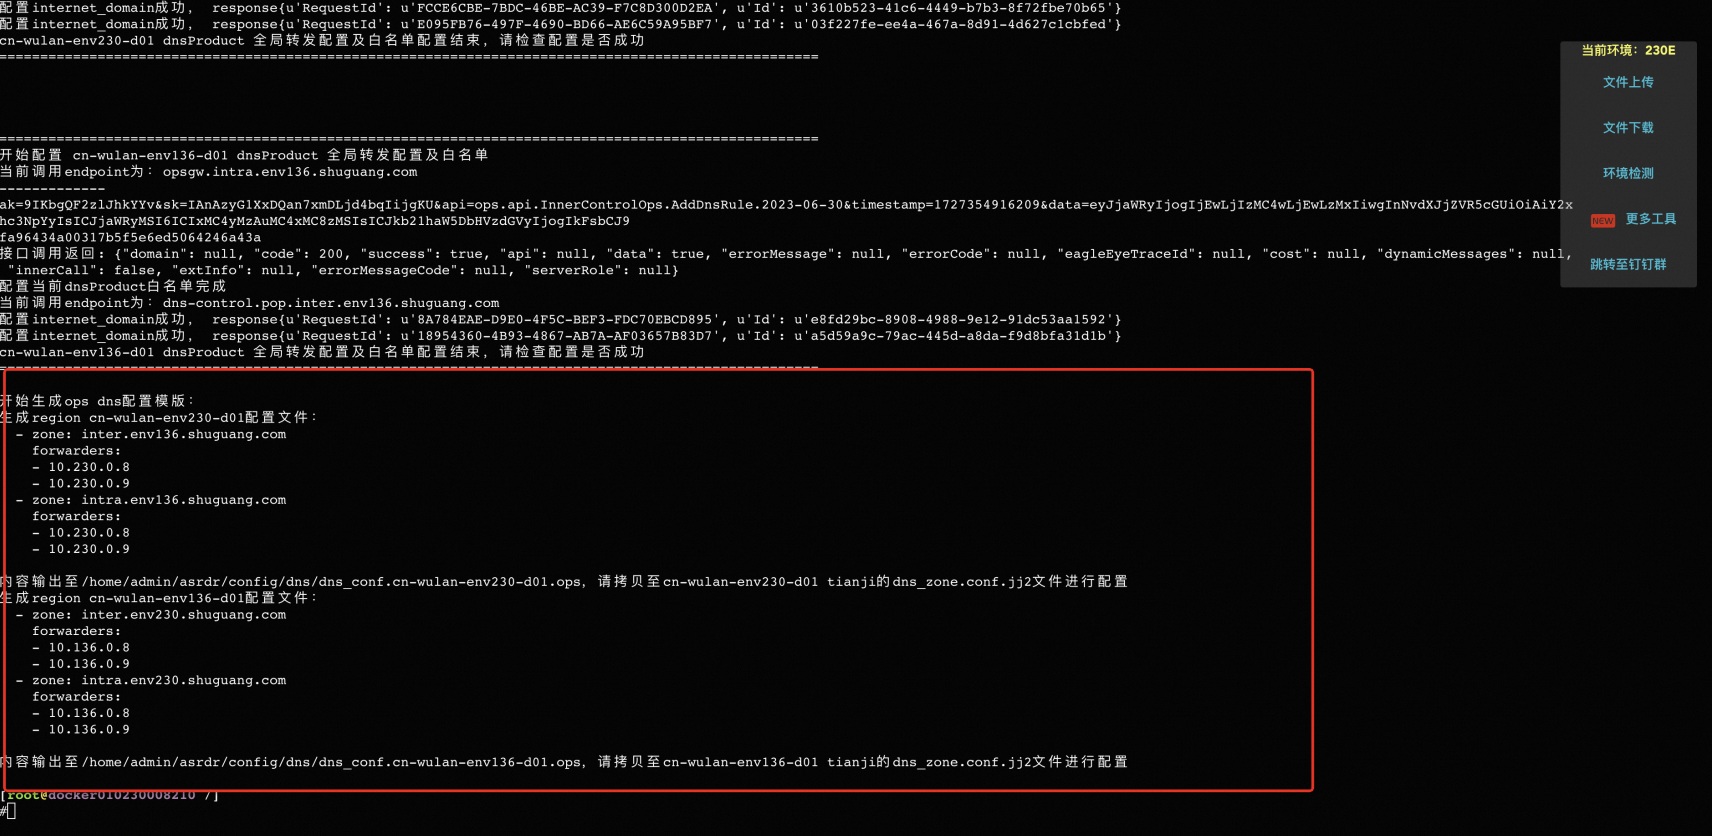 配置internet_domain成功， response{u'RequestId': u'FCCE6CBE-7BDC-46BE-AC39-F7C8D300D2EA', u'Id': u'3610b523-41c6-4449-b7b3-8f72fbe70b65'}
配置internet_domain成功， response{u'RequestId': u'E095FB76-497F-4690-BD66-AE6C59A95BF7', u'Id': u'03f227fe-ee4a-467a-8d91-4d627c1cbfed'}
cn-wulan-env230-d01 dnsProduct 全局转发配置及白名单配置结束，请检查配置是否成功
====================================================================================================
====================================================================================================
开始配置 cn-wulan-env136-d01 dnsProduct 全局转发配置及白名单
当前调用endpoint为：opsgw.intra.env136.shuguang.com
-------------
ak=9IKbgQF2zlJhkYYv&sk=IAnAzyG1XxDQan7xmDLjd4bqIijgKU&api=ops.api.InnerControlOps.AddDnsRule.2023-06-30&timestamp=1727354916209&data=eyJjaWRyIjogIjEwLjIzMC4wLjEwLzMxIiwgInNvdXJjZVR5cGUiOiAiY2x
hc3NpYyIsICJjaWRyMSI6ICIxMC4yMzAuMC4xMC8zMSIsICJkb21haW5DbHVzdGVyIjogIkFsbCJ9
fa96434a00317b5f5e6ed5064246a43a
接口调用返回：{"domain": null, "code": 200, "success": true, "api": null, "data": true, "errorMessage": null, "errorCode": null, "eagleEyeTraceId": null, "cost": null, "dynamicMessages": null,
"innerCall": false, "extInfo": null, "errorMessageCode": null, "serverRole": null}
配置当前dnsProduct白名单完成
当前调用endpoint为：dns-control.pop.inter.env136.shuguang.com
配置internet_domain成功， response{u'RequestId': u'8A784EAE-D9E0-4F5C-BEF3-FDC70EBCD895', u'Id': u'e8fd29bc-8908-4988-9e12-91dc53aa1592'}
配置internet_domain成功， response{u'RequestId': u'18954360-4B93-4867-AB7A-AF03657B83D7', u'Id': u'a5d59a9c-79ac-445d-a8da-f9d8bfa31d1b'}
cn-wulan-env136-d01 dnsProduct 全局转发配置及白名单配置结束，请检查配置是否成功
====================================================================================================
开始生成ops dns配置模版：
生成region cn-wulan-env230-d01配置文件：
- zone: inter.env136.shuguang.com
forwarders:
- 10.230.0.8
- 10.230.0.9
- zone: intra.env136.shuguang.com
forwarders:
- 10.230.0.8
- 10.230.0.9
内容输出至/home/admin/asrdr/config/dns/dns_conf.cn-wulan-env230-d01.ops，请拷贝至cn-wulan-env230-d01 tianji的dns_zone.conf.jj2文件进行配置
生成region cn-wulan-env136-d01配置文件：
- zone: inter.env230.shuguang.com
forwarders:
- 10.136.0.8
- 10.136.0.9
- zone: intra.env230.shuguang.com
forwarders:
- 10.136.0.8
- 10.136.0.9
内容输出至/home/admin/asrdr/config/dns/dns_conf.cn-wulan-env136-d01.ops，请拷贝至cn-wulan-env136-d01 tianji的dns_zone.conf.jj2文件进行配置
[root@docker010230008210 /]
#
当前环境：230E
文件上传
文件下载
环境检测
NEW 更多工具
跳转至钉钉群